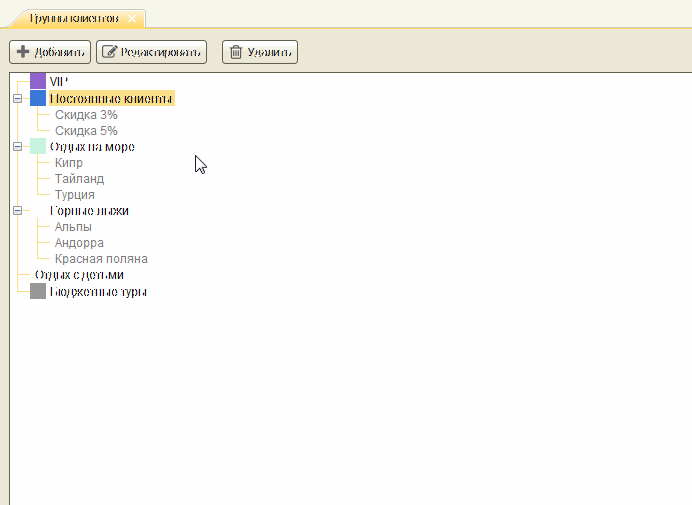 Группы клиентов
Добавить Редактировать Удалить
VIP
Постоянные клиенты
Скидка 3%
Скидка 5%
Отдых на море
Кипр
Тайланд
Турция
Горные лыжи
Альпы
Андорра
Красная поляна
Отдых с детьми
Бюджетные туры